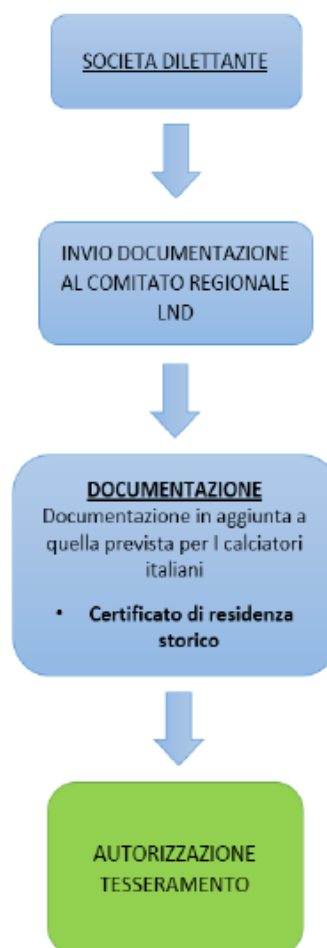 SOCIETA DILETTANTE
INVIO DOCUMENTAZIONE
AL COMITATO REGIONALE
LND
DOCUMENTAZIONE
Documentazione in aggiunta a
quella prevista per I calciatori
italiani
• Certificato di residenza
storico
AUTORIZZAZIONE
TESSERAMENTO